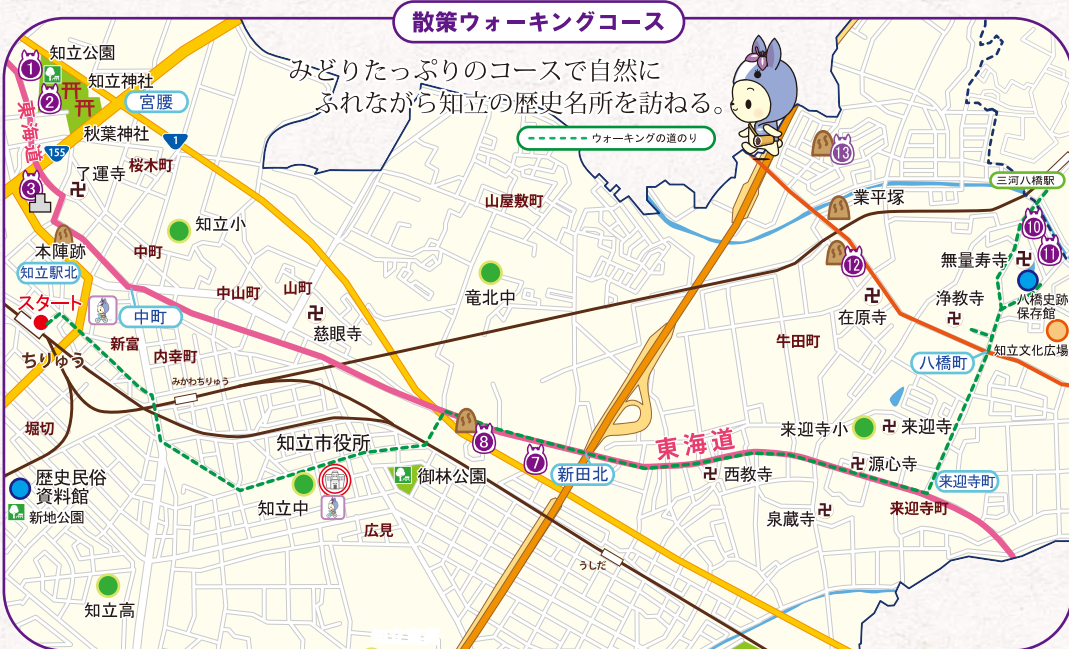 散策ウォーキングコース
みどりたっぷりのコースで自然に
ふれながら知立の歴史名所を訪ねる。
ウォーキングの道のり
1
知立公園
2
知立神社
宮腰
秋葉神社
1
東海道
155
桜木町
3
了運寺
知立小
本陣跡
中町
知立駅北
スタート
中山町
山町
中町
慈眼寺
新富
内幸町
ちりゅう
みかわちりゅう
堀切
歴史民俗
資料館
新地公園
知立市役所
知立中
御林公園
広見
知立高
山屋敷町
竜北中
8
7
新田北
東海道
うしだ
13
三河八橋駅
業平塚
10
11
12
無量寿寺
八橋史跡
保存館
浄教寺
在原寺
知立文化広場
牛田町
八橋町
来迎寺小
来迎寺
西教寺
源心寺
来迎寺町
来迎寺町
泉蔵寺